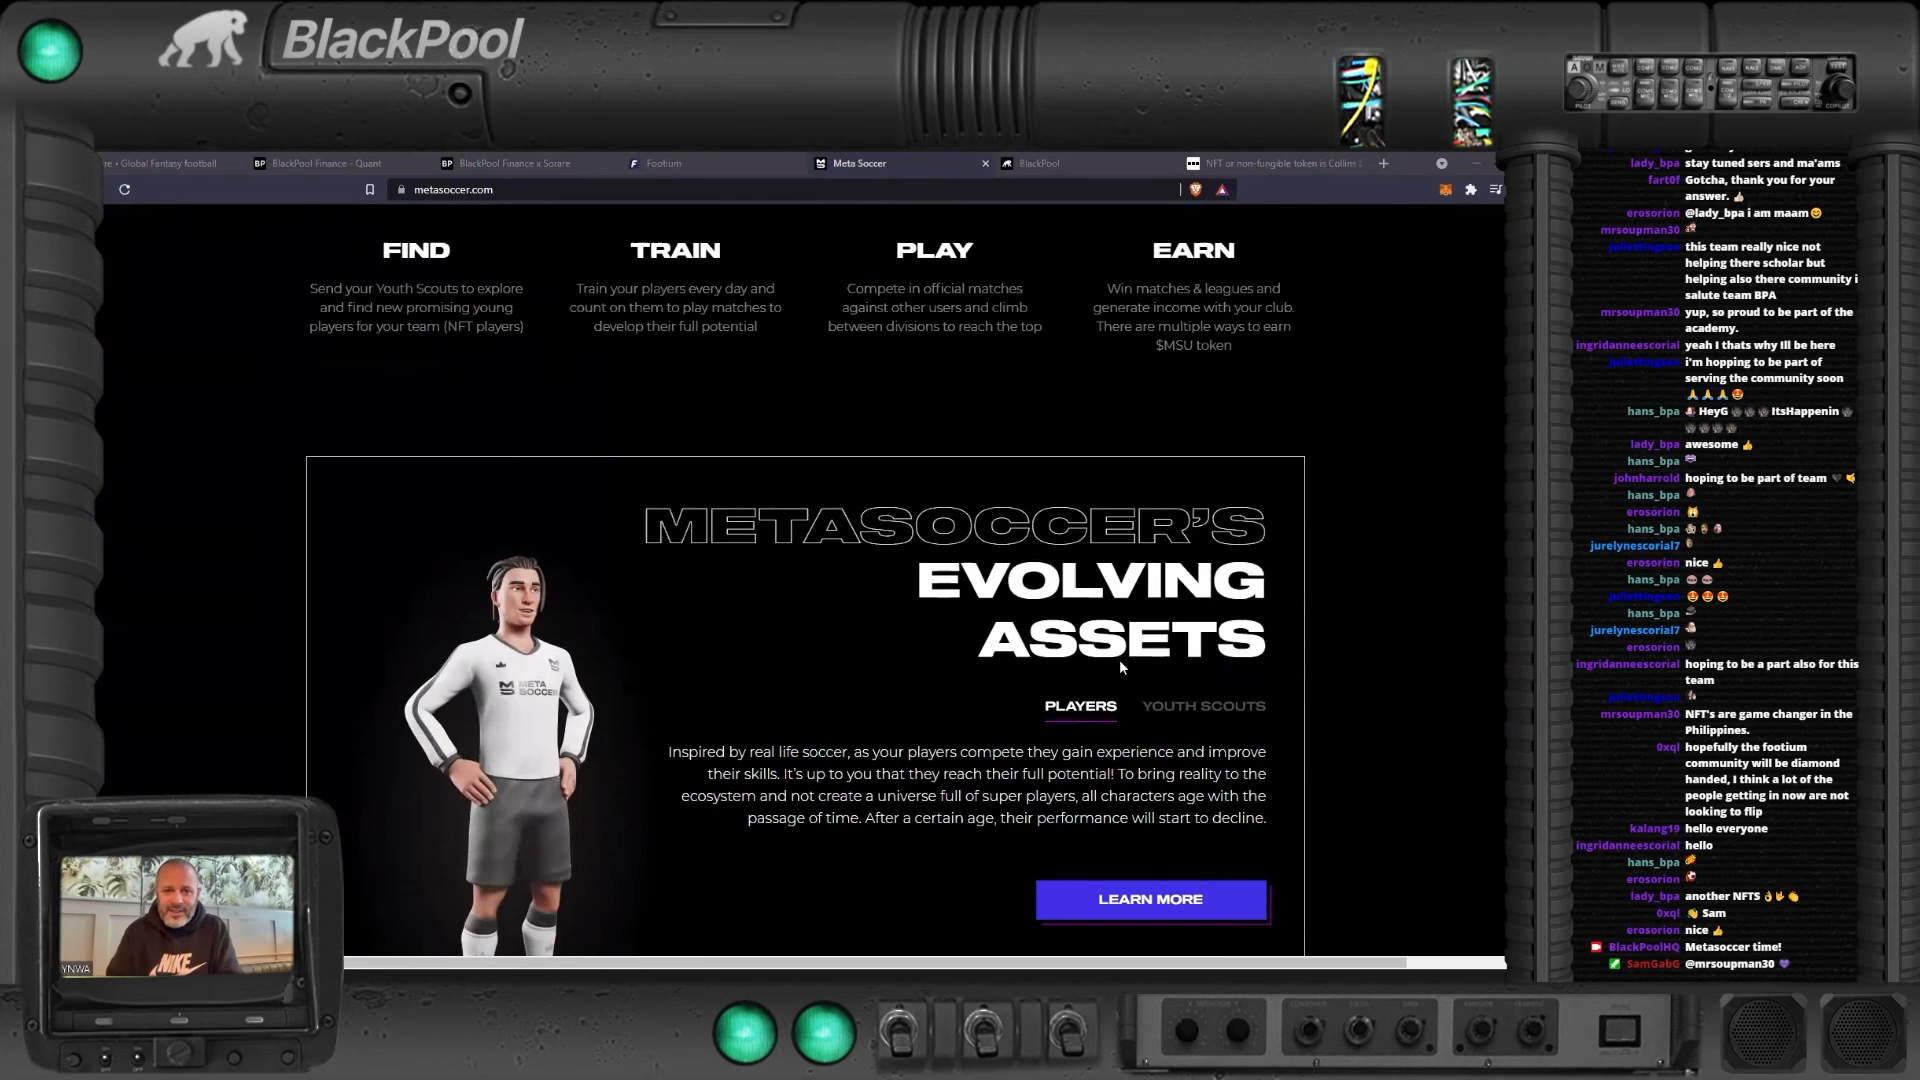 BlackPool
re • Global Fantasy football
BP BlackPool Finance - Quant
BP BlackPool Finance x Sorare
Footium
Meta Soccer
BlackPool
NFT or non-fungible token is Collins
metasoccer.com
FIND
Send your Youth Scouts to explore
and find new promising young
players for your team (NFT players)
TRAIN
Train your players every day and
count on them to play matches to
develop their full potential
PLAY
Compete in official matches
against other users and climb
between divisions to reach the top
EARN
Win matches & leagues and
generate income with your club.
There are multiple ways to earn
$MSU token
METASOCCER'S
EVOLVING
ASSETS
PLAYERS YOUTH SCOUTS
Inspired by real life soccer, as your players compete they gain experience and improve
their skills. It's up to you that they reach their full potential! To bring reality to the
ecosystem and not create a universe full of super players, all characters age with the
passage of time. After a certain age, their performance will start to decline.
LEARN MORE
META
SOCCER
NIKE
YNWA
lady_bpa stay tuned sers and ma'ams
fart0f Gotcha, thank you for your
answer. 👍🏻
erosorion @lady_bpa i am maam😊
mrsoupman30
juliettingson this team really nice not
helping there scholar but
helping also there community i
salute team BPA
mrsoupman30 yup, so proud to be part of the
academy.
ingridanneescorial yeah I thats why Ill be here
juliettingson i'm hopping to be part of
serving the community soon
🙏 🙏 🙏 😍
hans_bpa HeyG ItsHappenin
lady_bpa awesome 👍
hans_bpa
johnharrold hoping to be part of team 🖤 🤙
hans_bpa
erosorion
hans_bpa
jurelynescorial7
erosorion nice 👍
hans_bpa
juliettingson 😍 😍 😍
hans_bpa
jurelynescorial7
erosorion
ingridanneescorial hoping to be a part also for this
team
juliettingson
mrsoupman30 NFT's are game changer in the
Philippines.
0xql hopefully the footium
community will be diamond
handed, I think a lot of the
people getting in now are not
looking to flip
kalang19 hello everyone
ingridanneescorial hello
hans_bpa
erosorion
lady_bpa another NFTS 👌🤟👏
0xql 👋 Sam
erosorion nice 👍
BlackPoolHQ Metasoccer time!
SamGabG @mrsoupman30 💜